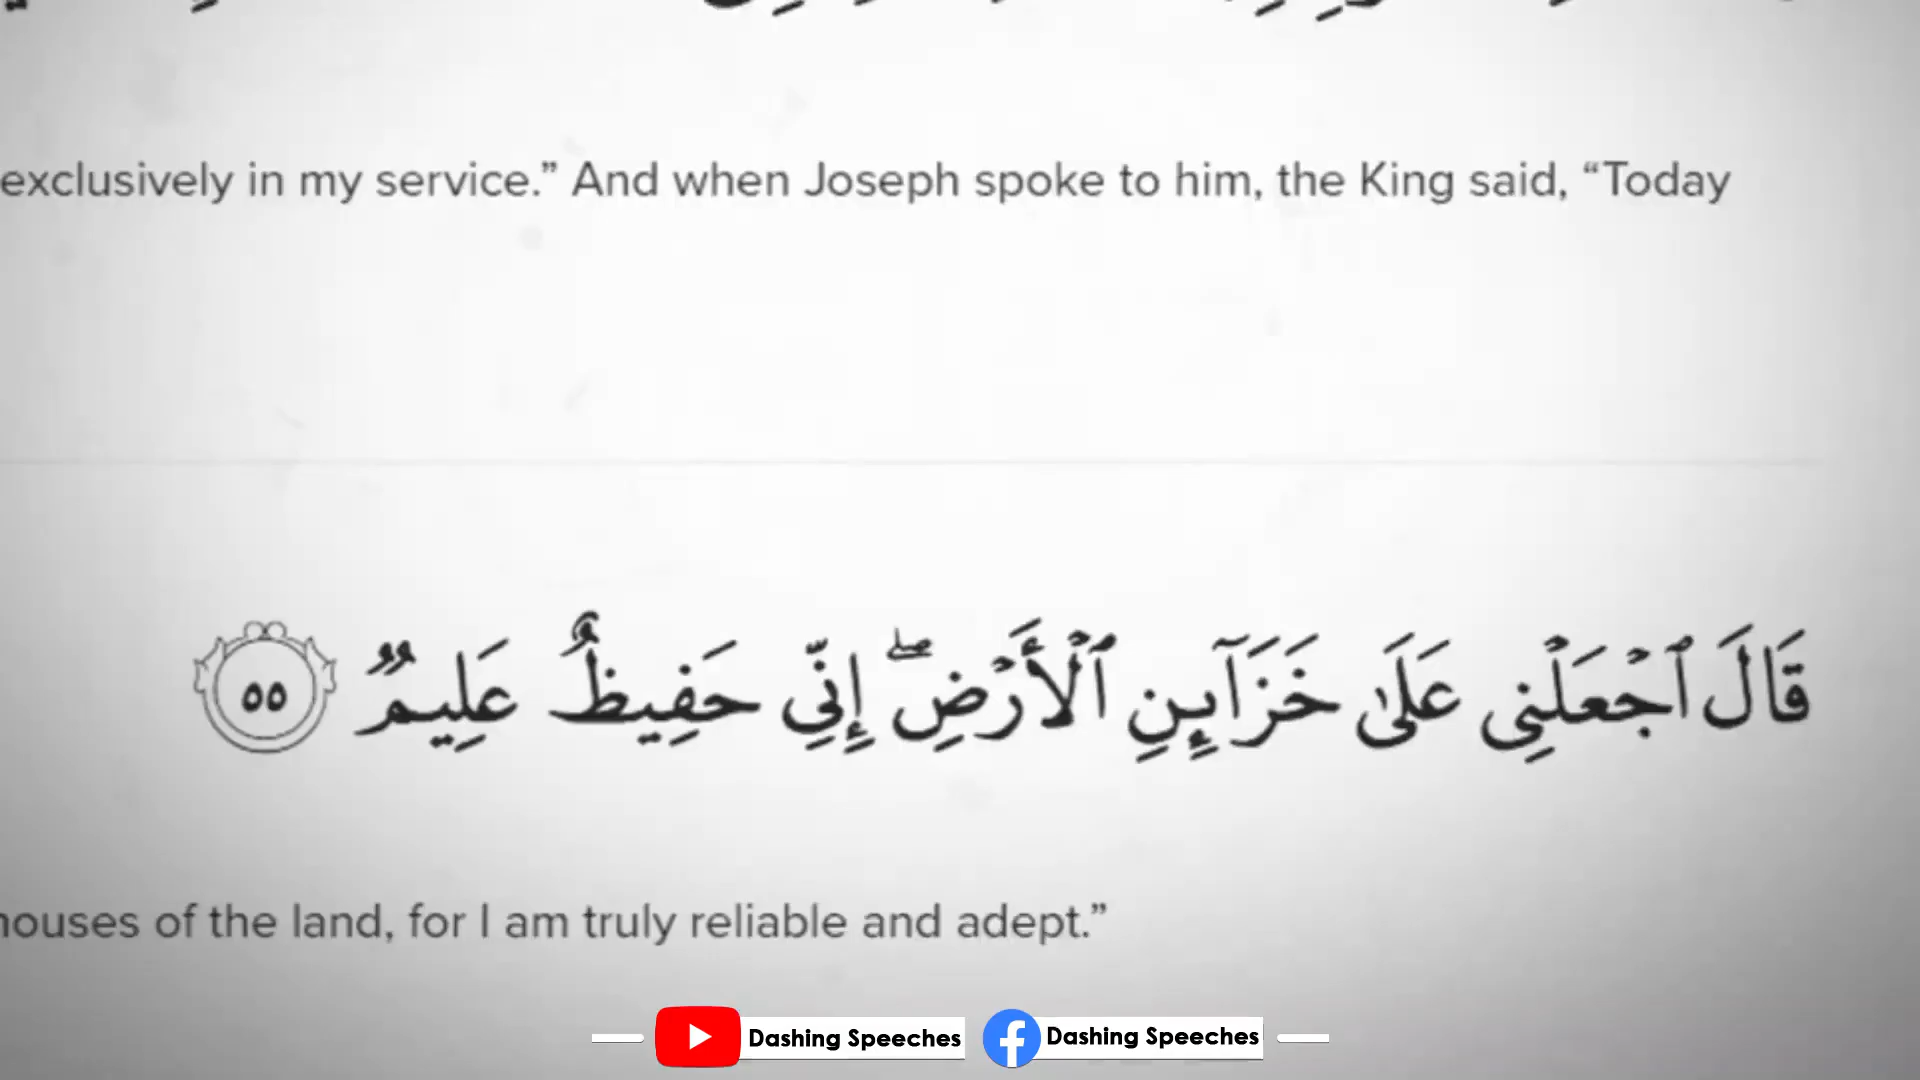 exclusively in my service.” And when Joseph spoke to him, the King said, “Today
قَالَ ٱجْعَلْنِى عَلَىٰ خَزَآئِنِ ٱلْأَرْضِ ۖ إِنِّى حَفِيظٌ عَلِيمٌ ٥٥
of the land, for I am truly reliable and adept.”
Dashing Speeches Dashing Speeches